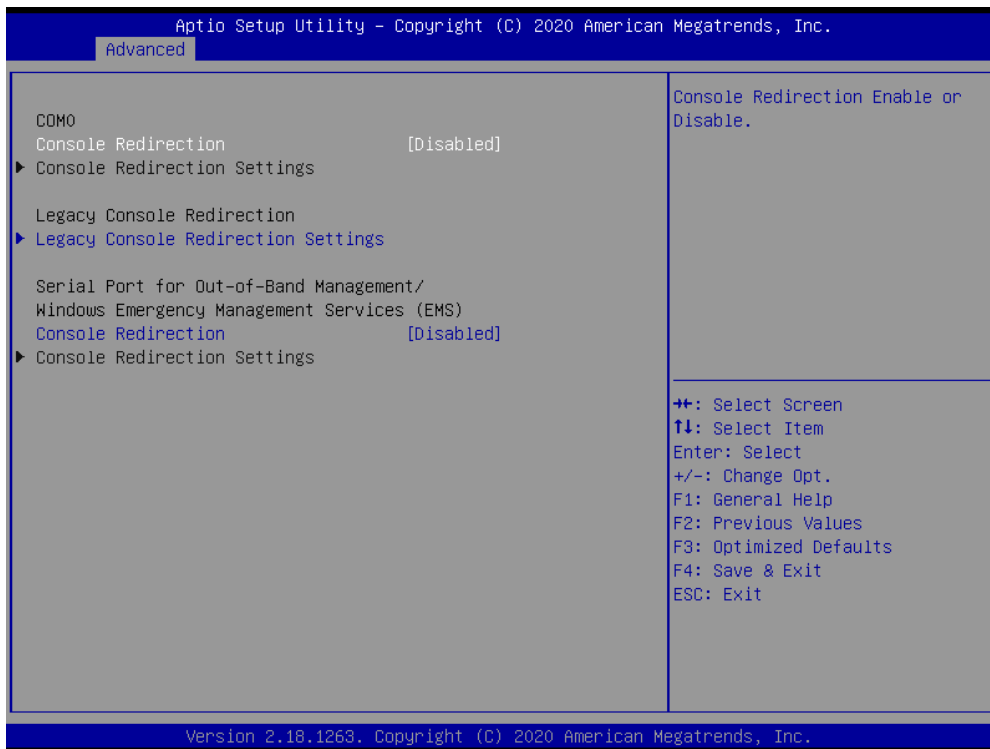 Aptio Setup Utility – Copyright (C) 2020 American Megatrends, Inc.
Advanced
COM0
Console Redirection [Disabled]
▶ Console Redirection Settings
Legacy Console Redirection
▶ Legacy Console Redirection Settings
Serial Port for Out-of-Band Management/
Windows Emergency Management Services (EMS)
Console Redirection [Disabled]
▶ Console Redirection Settings
Console Redirection Enable or
Disable.
→←: Select Screen
↑↓: Select Item
Enter: Select
+/-: Change Opt.
F1: General Help
F2: Previous Values
F3: Optimized Defaults
F4: Save & Exit
ESC: Exit
Version 2.18.1263. Copyright (C) 2020 American Megatrends, Inc.